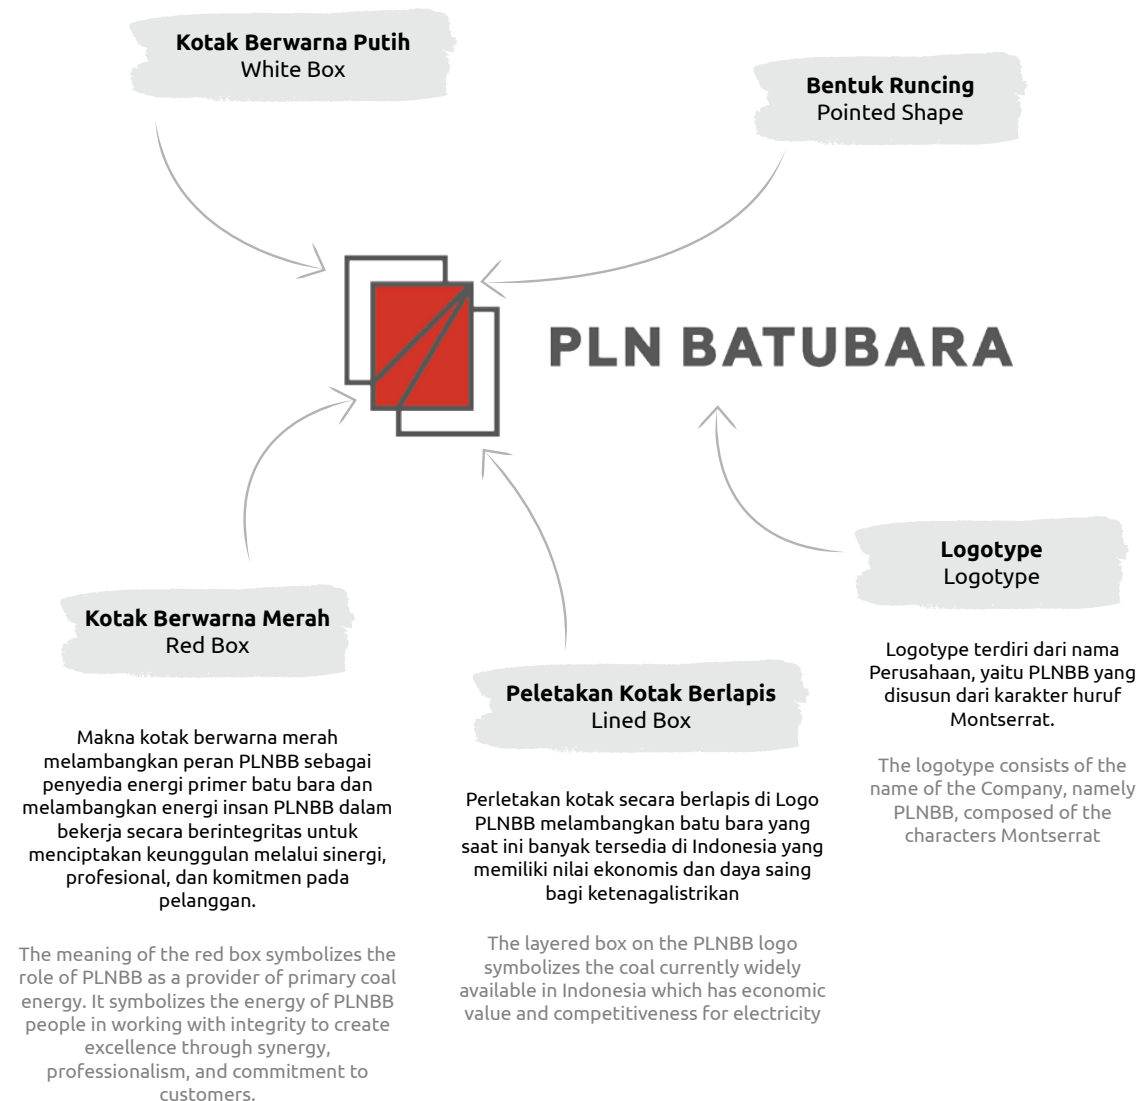 Kotak Berwarna Putih
White Box
Bentuk Runcing
Pointed Shape
PLN BATUBARA
Kotak Berwarna Merah
Red Box
Makna kotak berwarna merah
melambangkan peran PLNBB sebagai
penyedia energi primer batu bara dan
melambangkan energi insan PLNBB dalam
bekerja secara berintegritas untuk
menciptakan keunggulan melalui sinergi,
profesional, dan komitmen pada
pelanggan.
The meaning of the red box symbolizes the
role of PLNBB as a provider of primary coal
energy. It symbolizes the energy of PLNBB
people in working with integrity to create
excellence through synergy,
professionalism, and commitment to
customers.
Peletakan Kotak Berlapis
Lined Box
Perletakan kotak secara berlapis di Logo
PLNBB melambangkan batu bara yang
saat ini banyak tersedia di Indonesia yang
memiliki nilai ekonomis dan daya saing
bagi ketenagalistrikan
The layered box on the PLNBB logo
symbolizes the coal currently widely
available in Indonesia which has economic
value and competitiveness for electricity
Logotype
Logotype
Logotype terdiri dari nama
Perusahaan, yaitu PLNBB yang
disusun dari karakter huruf
Montserrat.
The logotype consists of the
name of the Company, namely
PLNBB, composed of the
characters Montserrat